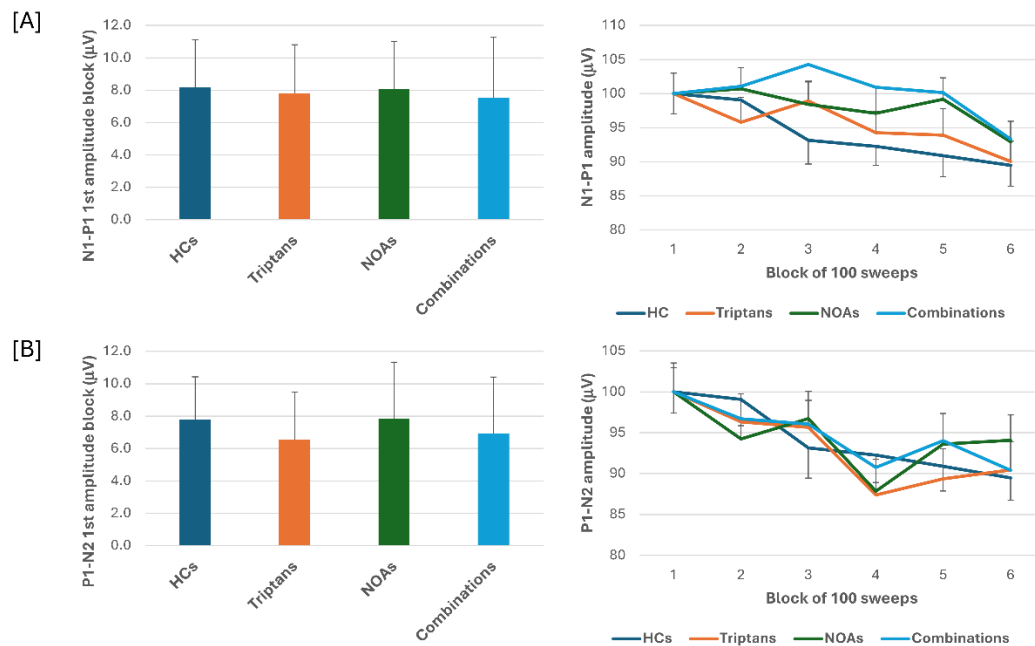 [A]
N1-P1 1st amplitude block (μV)
12.0
10.0
8.0
6.0
4.0
2.0
0.0
HCs
Triptans
NOAs
Combinations
N1-P1 amplitude (μV)
110
105
100
95
90
85
80
1 2 3 4 5 6
Block of 100 sweeps
HC Triptans NOAs Combinations
[B]
P1-N2 1st amplitude block (μV)
12.0
10.0
8.0
6.0
4.0
2.0
0.0
HCs
Triptans
NOAs
Combinations
P1-N2 amplitude (μV)
105
100
95
90
85
80
1 2 3 4 5 6
Block of 100 sweeps
HCs Triptans NOAs Combinations